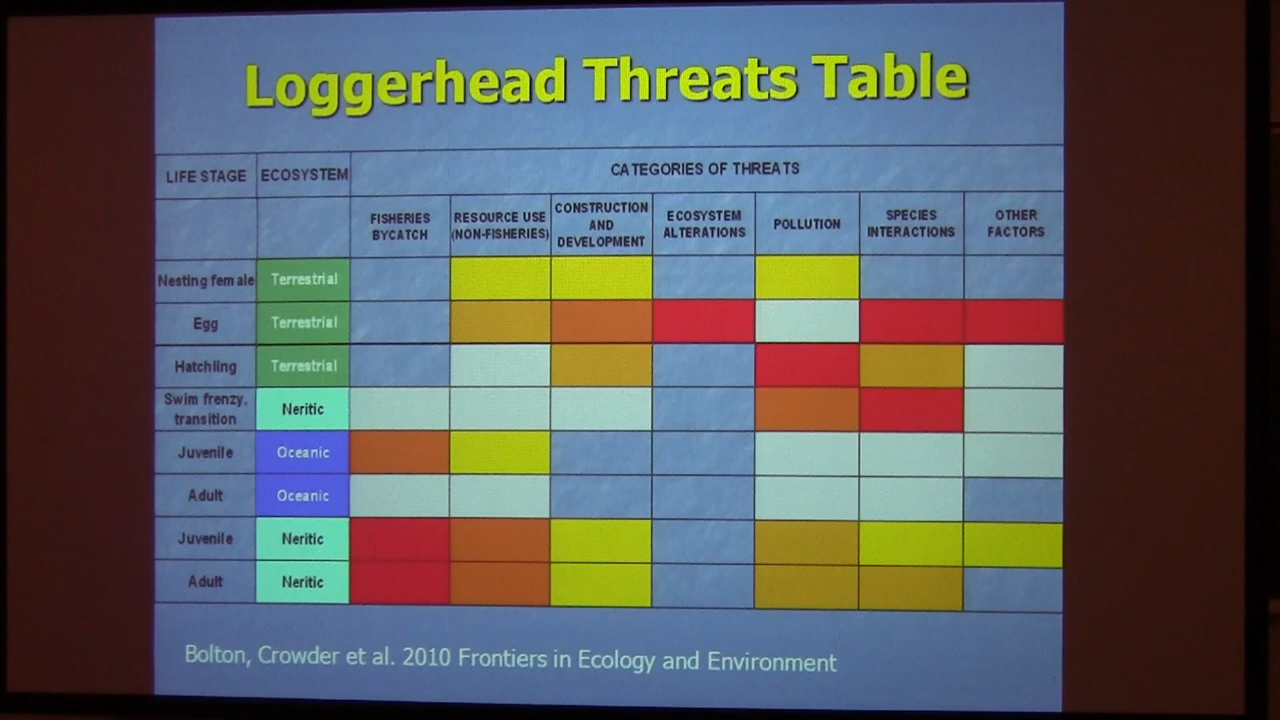 Loggerhead Threats Table
LIFE STAGE ECOSYSTEM CATEGORIES OF THREATS
FISHERIES BYCATCH
RESOURCE USE (NON-FISHERIES)
CONSTRUCTION AND DEVELOPMENT
ECOSYSTEM ALTERATIONS
POLLUTION
SPECIES INTERACTIONS
OTHER FACTORS
Nesting female Terrestrial
Egg Terrestrial
Hatchling Terrestrial
Swim frenzy, transition Neritic
Juvenile Oceanic
Adult Oceanic
Juvenile Neritic
Adult Neritic
Bolton, Crowder et al. 2010 Frontiers in Ecology and Environment